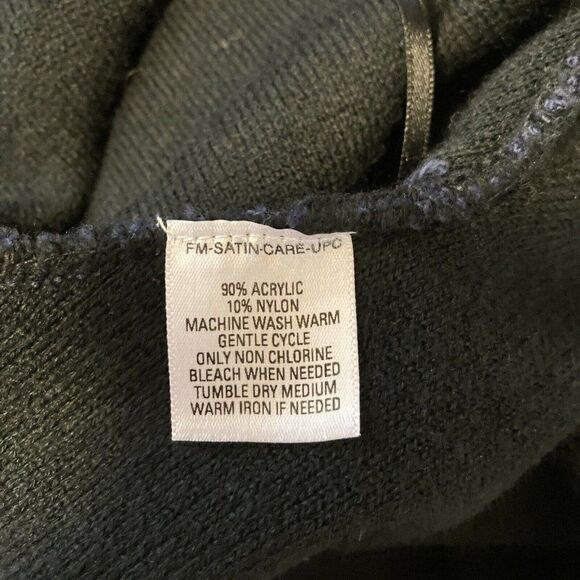 FM-SATIN-CARE-UPC
90% ACRYLIC
10% NYLON
MACHINE WASH WARM
GENTLE CYCLE
ONLY NON CHLORINE
BLEACH WHEN NEEDED
TUMBLE DRY MEDIUM
WARM IRON IF NEEDED